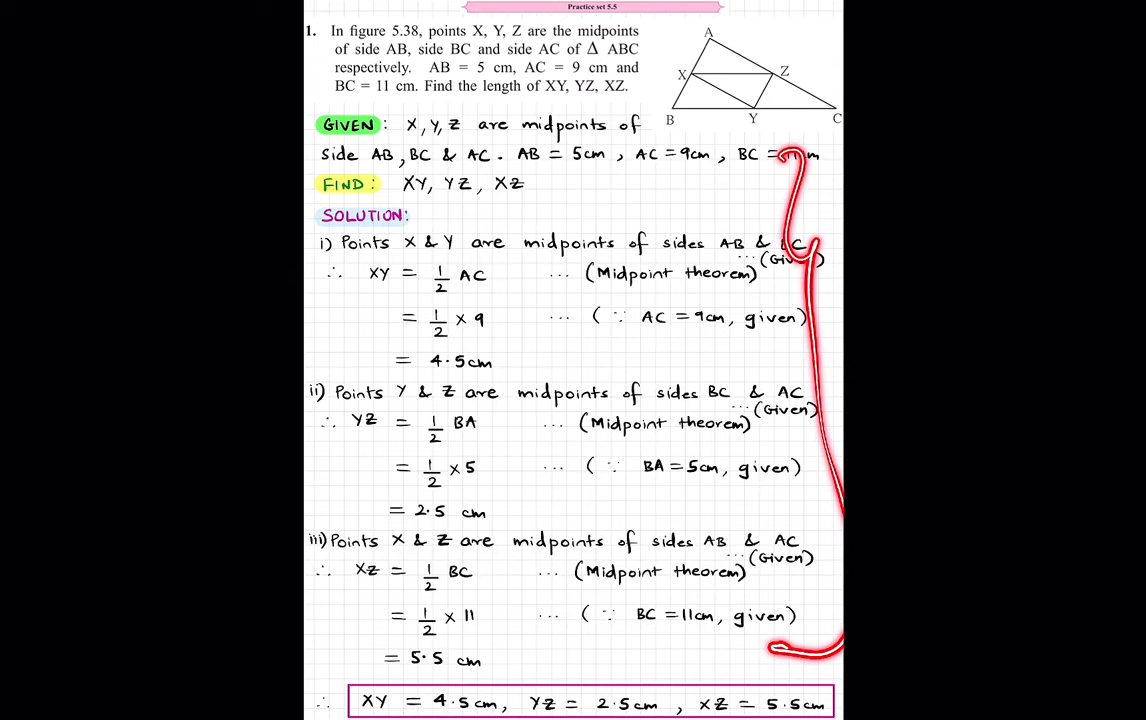 Practice set 5.5
1. In figure 5.38, points X, Y, Z are the midpoints
of side AB, side BC and side AC of Δ ABC
respectively. AB = 5 cm, AC = 9 cm and
BC = 11 cm. Find the length of XY, YZ, XZ.
A
X
Z
B
Y
C
GIVEN: X, Y, Z are midpoints of
side AB, BC & AC. AB = 5cm, AC = 9cm, BC =
FIND: XY, YZ, XZ
SOLUTION:
i) Points X & Y are midpoints of sides AB & BC
... (Given)
∴ XY = 1/2 AC ... (Midpoint theorem)
= 1/2 × 9 ... (∵ AC = 9cm, given)
= 4.5cm
ii) Points Y & Z are midpoints of sides BC & AC
... (Given)
∴ YZ = 1/2 BA ... (Midpoint theorem)
= 1/2 × 5 ... (∵ BA = 5cm, given)
= 2.5 cm
iii) Points X & Z are midpoints of sides AB & AC
... (Given)
∴ XZ = 1/2 BC ... (Midpoint theorem)
= 1/2 × 11 ... (∵ BC = 11cm, given)
= 5.5 cm
∴ XY = 4.5cm, YZ = 2.5cm, XZ = 5.5cm